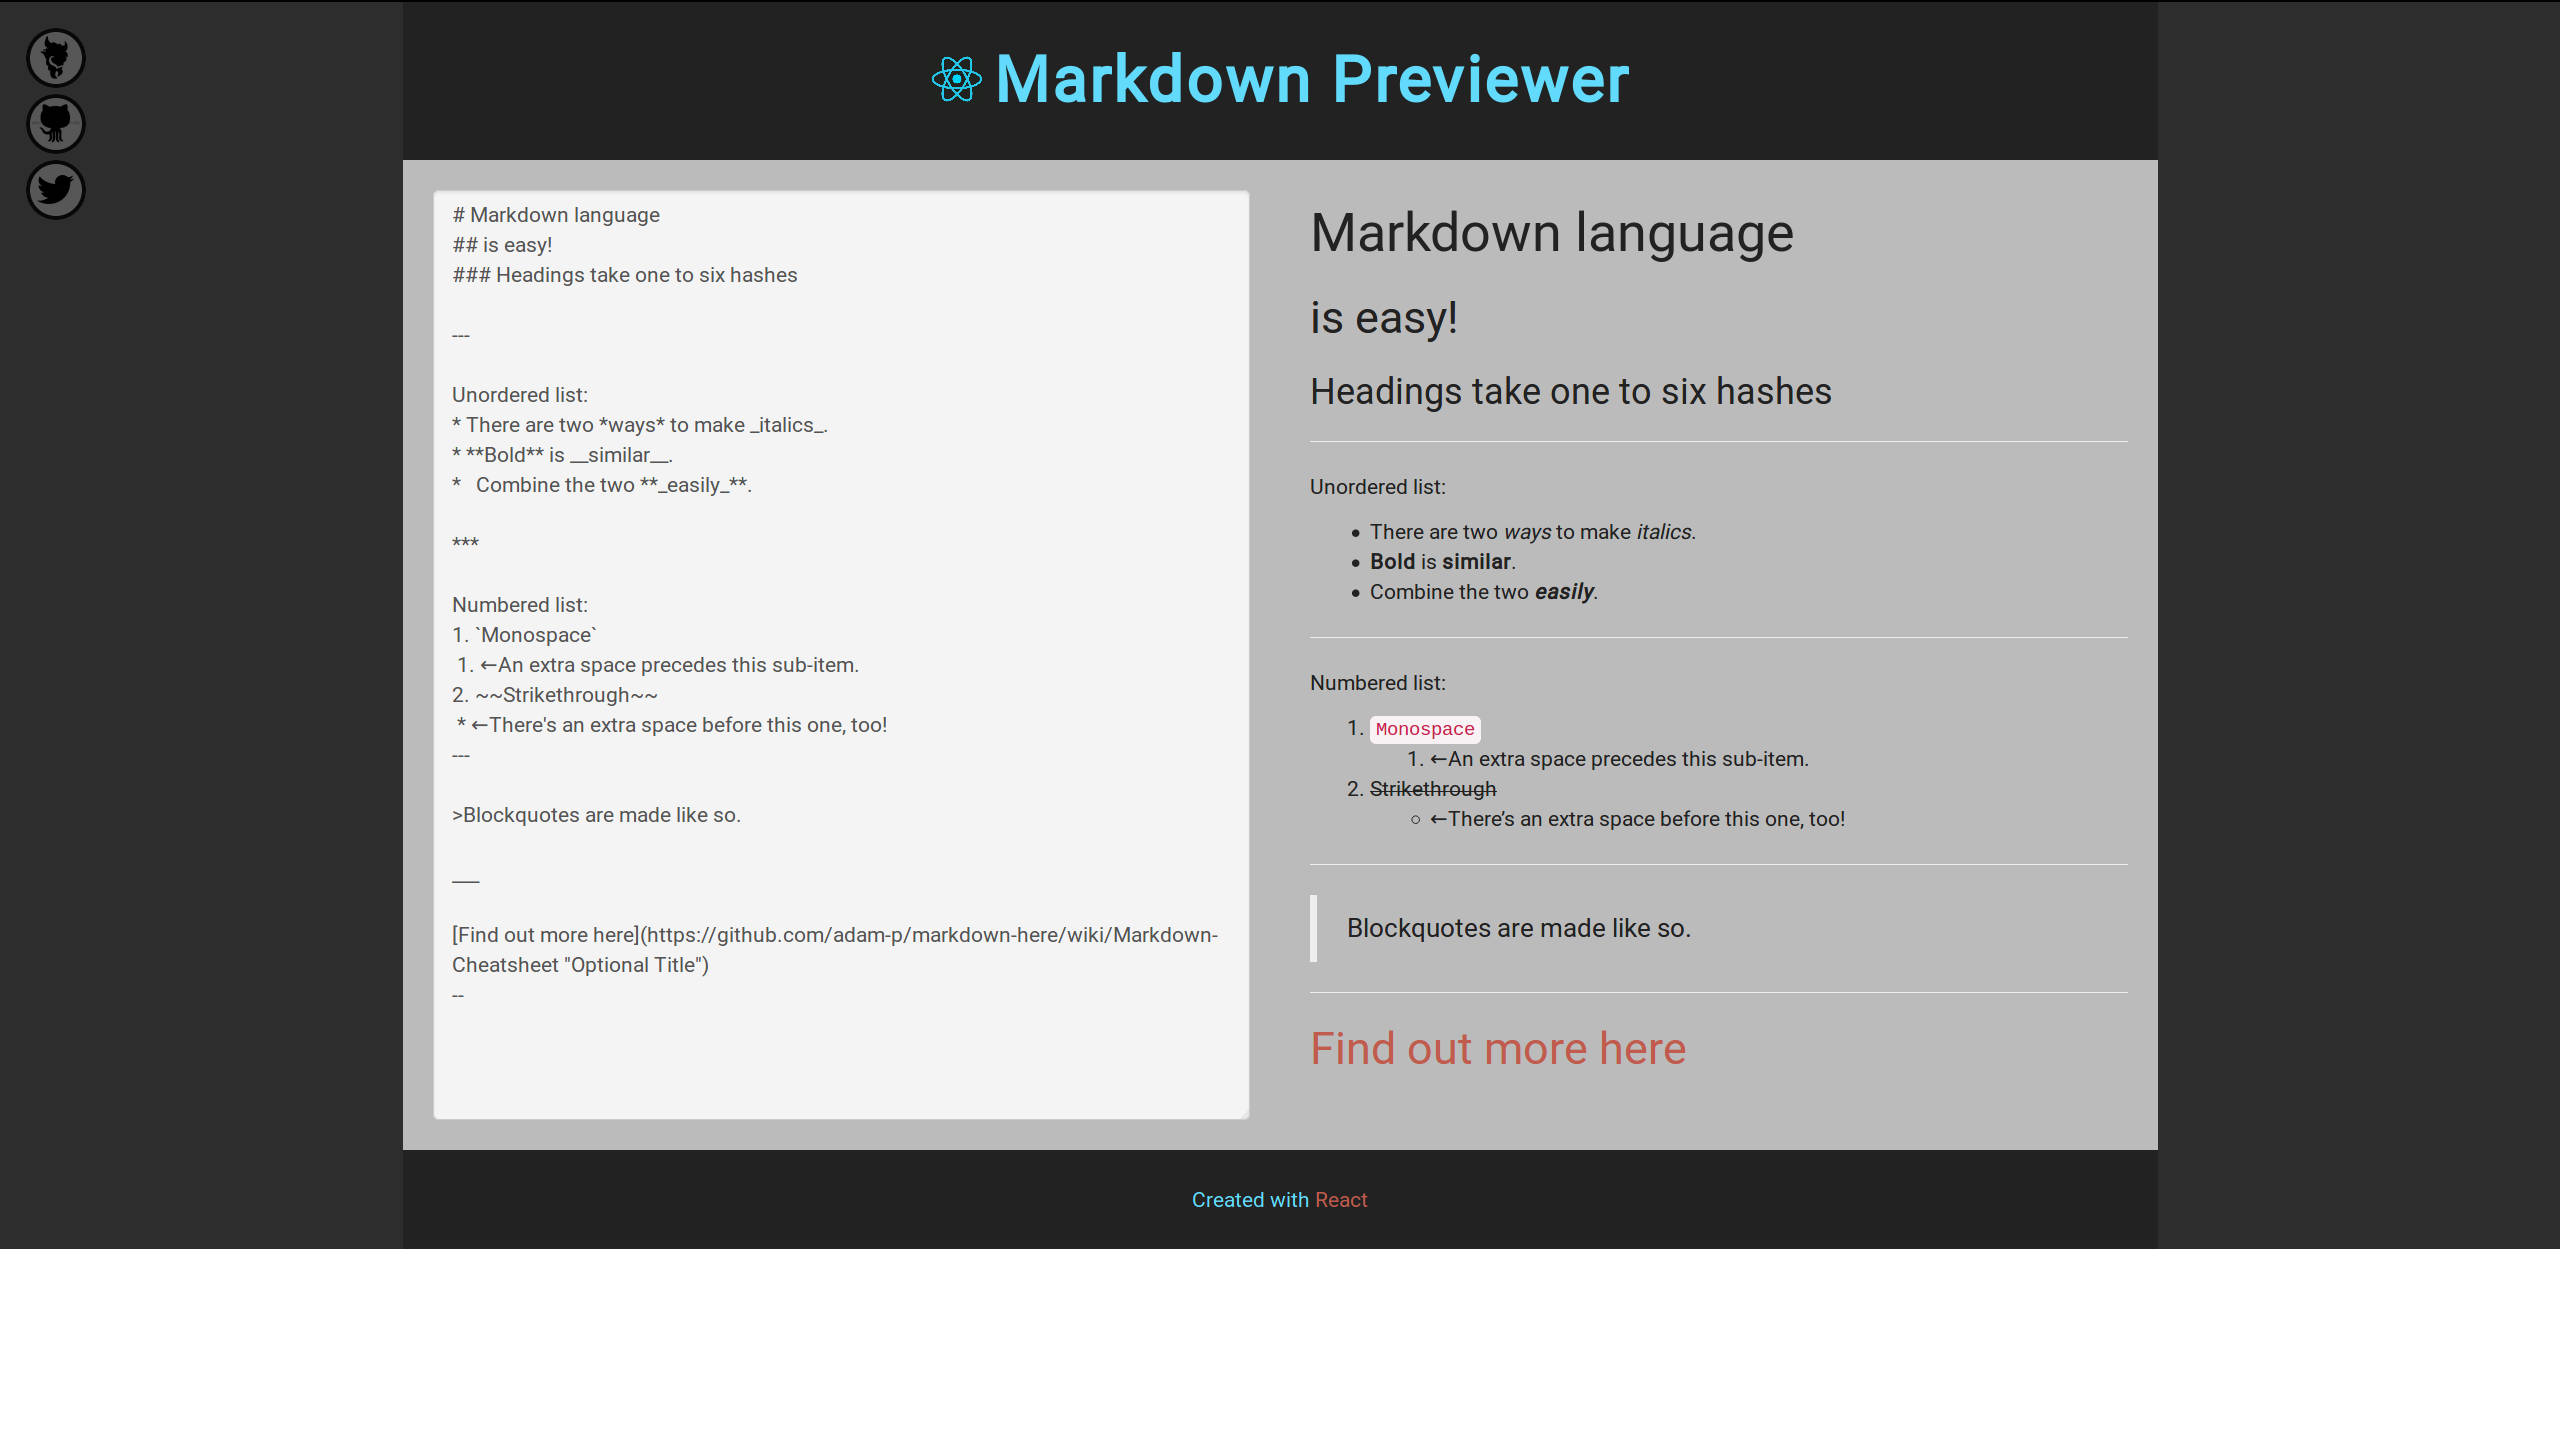 Markdown Previewer
# Markdown language
## is easy!
### Headings take one to six hashes
---
Unordered list:
* There are two *ways* to make _italics_.
* **Bold** is __similar__.
*   Combine the two **_easily_**.
***
Numbered list:
1. `Monospace`
 1. ←An extra space precedes this sub-item.
2. ~~Strikethrough~~
 * ←There's an extra space before this one, too!
---
>Blockquotes are made like so.
___
[Find out more here](https://github.com/adam-p/markdown-here/wiki/Markdown-
Cheatsheet "Optional Title")
--
Markdown language
is easy!
Headings take one to six hashes
Unordered list:
• There are two ways to make italics.
• Bold is similar.
• Combine the two easily.
Numbered list:
1. Monospace
1. ←An extra space precedes this sub-item.
2. Strikethrough
◦ ←There’s an extra space before this one, too!
Blockquotes are made like so.
Find out more here
Created with React